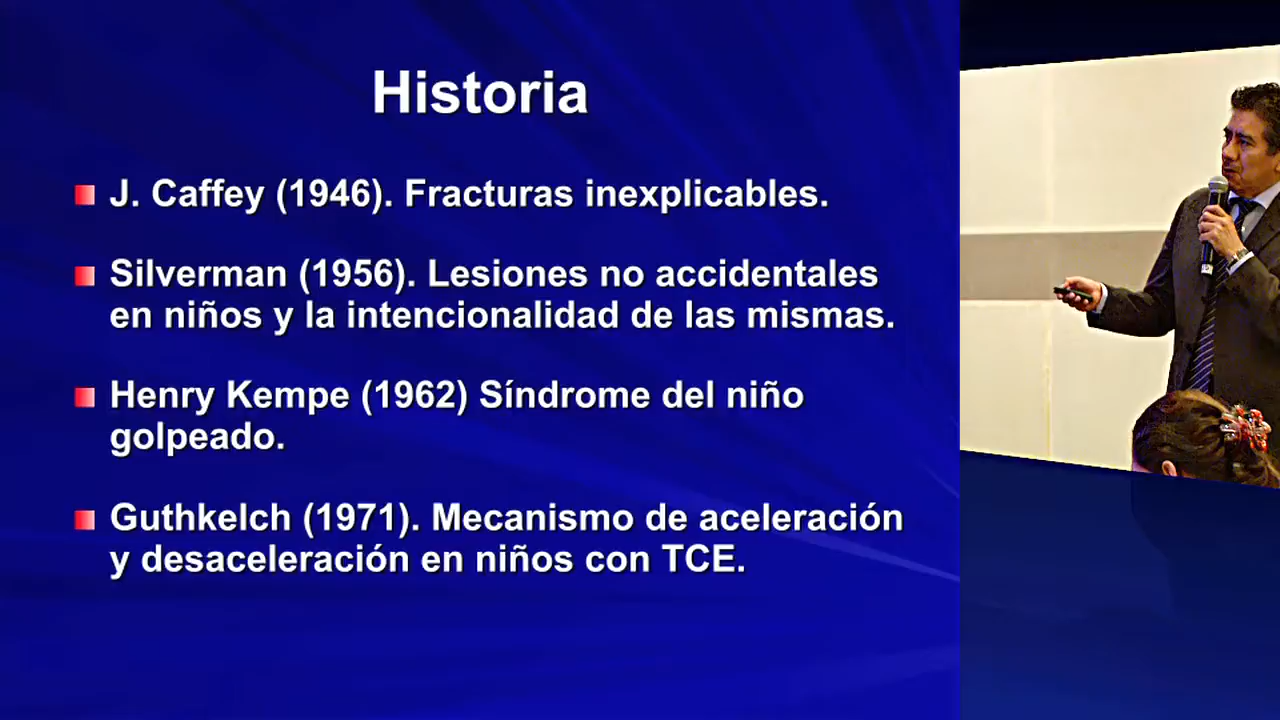 Historia
J. Caffey (1946). Fracturas inexplicables.
Silverman (1956). Lesiones no accidentales
en niños y la intencionalidad de las mismas.
Henry Kempe (1962) Síndrome del niño
golpeado.
Guthkelch (1971). Mecanismo de aceleración
y desaceleración en niños con TCE.